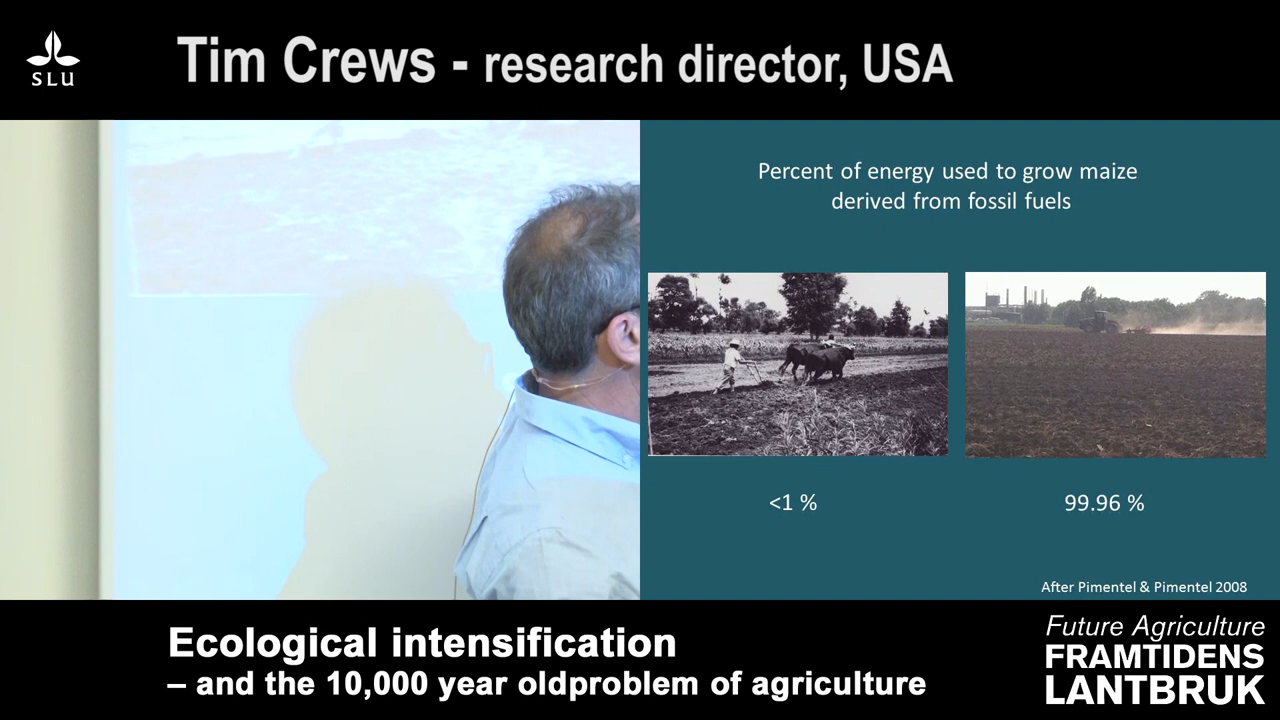 SLU
Tim Crews - research director, USA
Percent of energy used to grow maize
derived from fossil fuels
<1 %
99.96 %
After Pimentel & Pimentel 2008
Ecological intensification
– and the 10,000 year oldproblem of agriculture
Future Agriculture
FRAMTIDENS
LANTBRUK